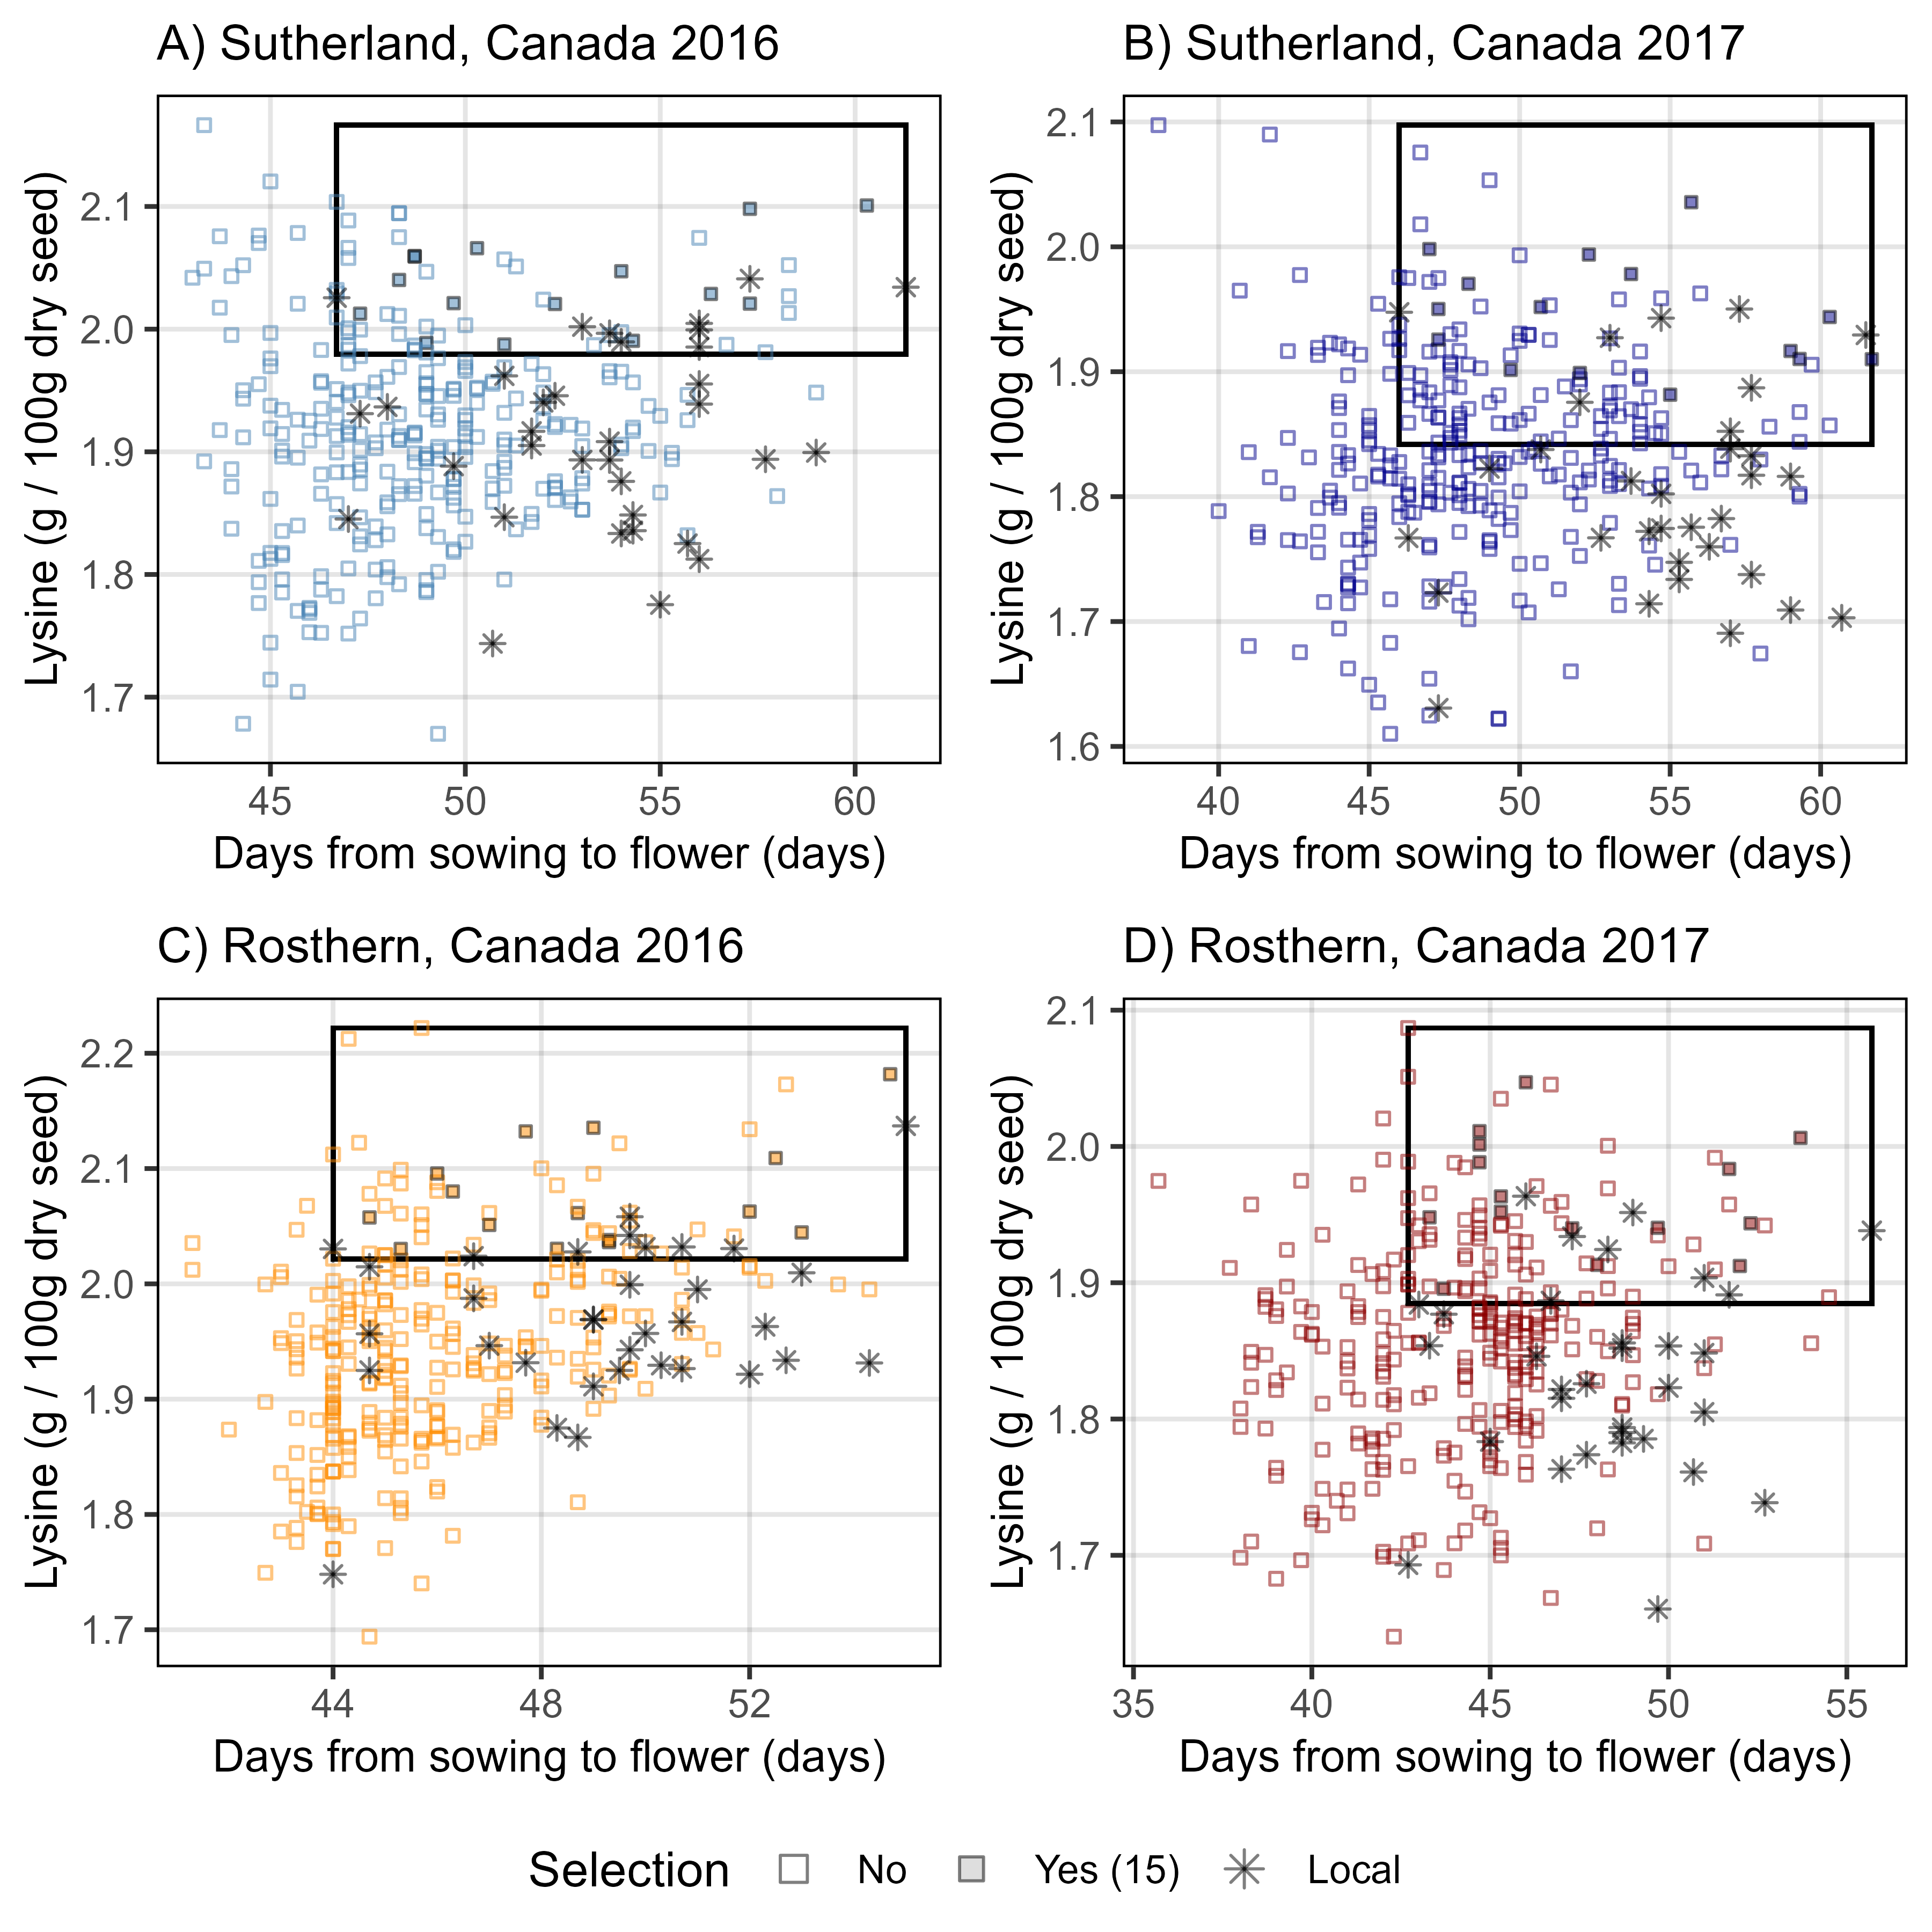 A) Sutherland, Canada 2016
Lysine (g / 100g dry seed)
2.1
2.0
1.9
1.8
1.7
45 50 55 60
Days from sowing to flower (days)
B) Sutherland, Canada 2017
Lysine (g / 100g dry seed)
2.1
2.0
1.9
1.8
1.7
1.6
40 45 50 55 60
Days from sowing to flower (days)
C) Rosthern, Canada 2016
Lysine (g / 100g dry seed)
2.2
2.1
2.0
1.9
1.8
1.7
44 48 52
Days from sowing to flower (days)
D) Rosthern, Canada 2017
Lysine (g / 100g dry seed)
2.1
2.0
1.9
1.8
1.7
35 40 45 50 55
Days from sowing to flower (days)
Selection No Yes (15) Local